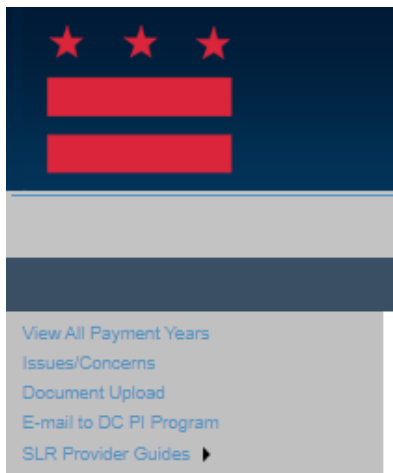 View All Payment Years
Issues/Concerns
Document Upload
E-mail to DC PI Program
SLR Provider Guides